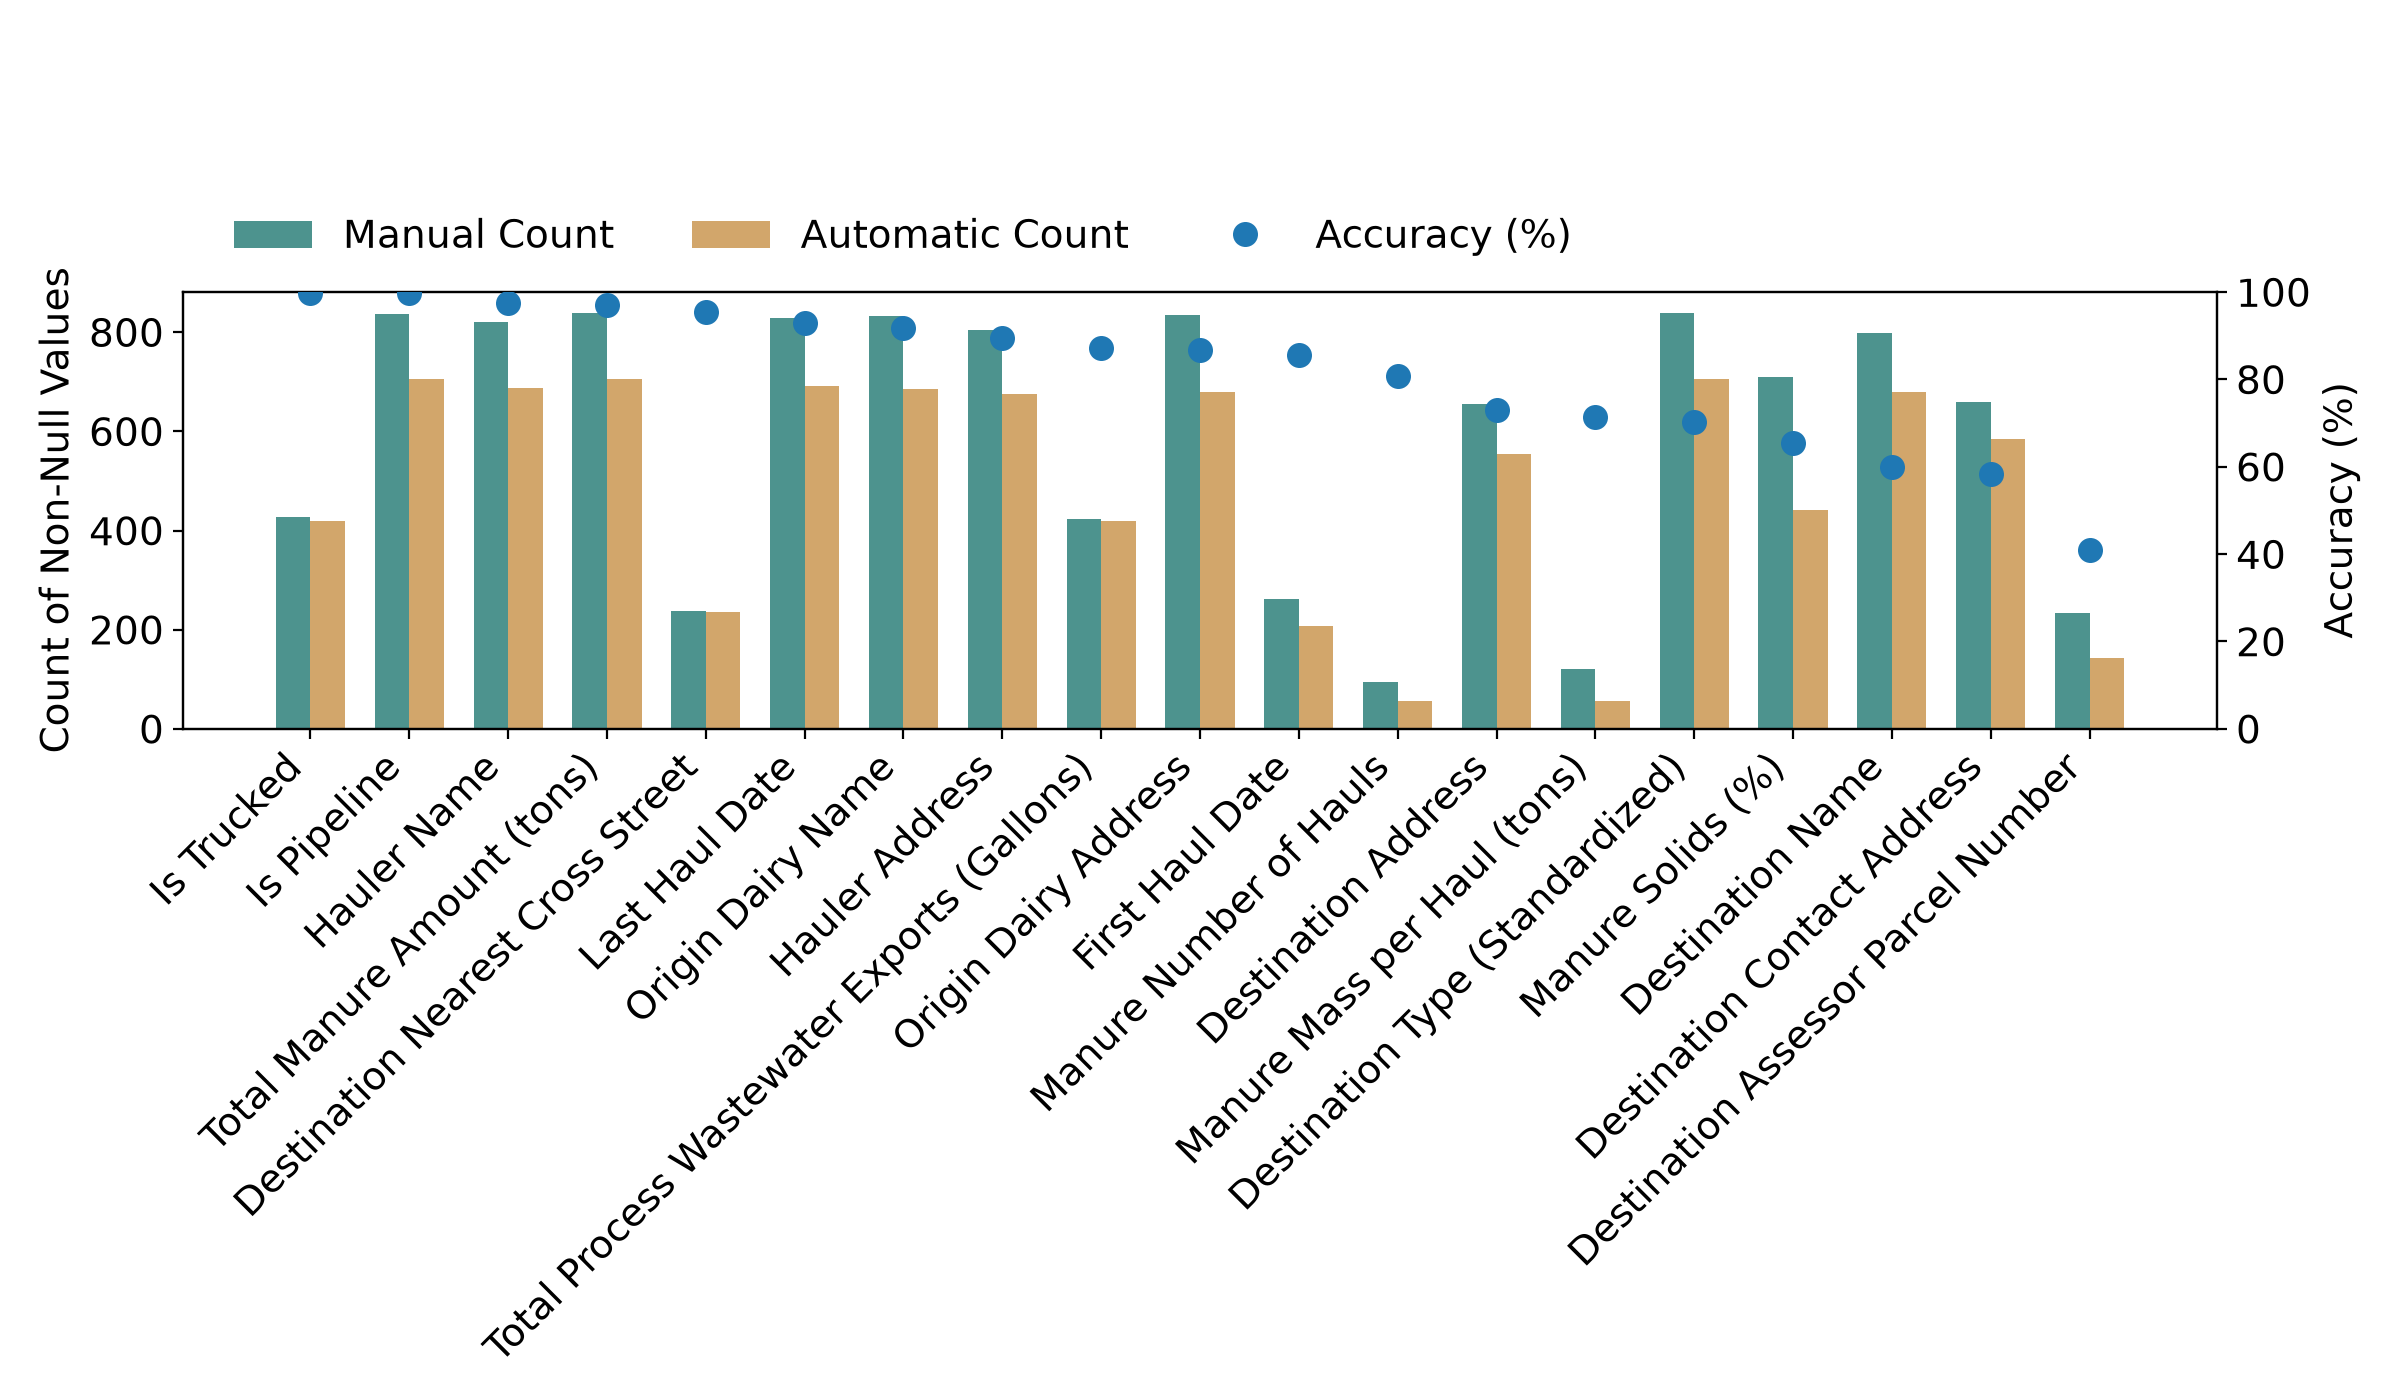 Manual Count
Automatic Count
Accuracy (%)
Count of Non-Null Values
800
600
400
200
0
100
80
60
40
20
0
Accuracy (%)
Is Trucked
Is Pipeline
Hauler Name
Total Manure Amount (tons)
Destination Nearest Cross Street
Last Haul Date
Origin Dairy Name
Hauler Address
Total Process Wastewater Exports (Gallons)
Origin Dairy Address
First Haul Date
Manure Number of Hauls
Destination Address
Manure Mass per Haul (tons)
Destination Type (Standardized)
Manure Solids (%)
Destination Name
Destination Contact Address
Destination Assessor Parcel Number